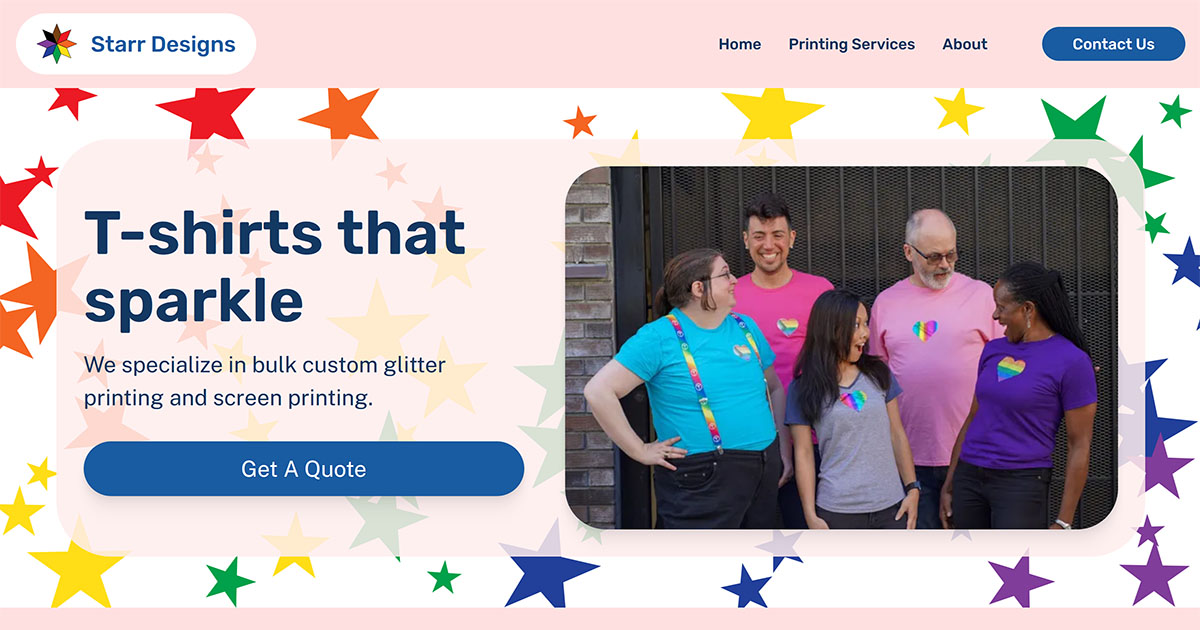 Starr Designs
Home
Printing Services
About
Contact Us
T-shirts that
sparkle
We specialize in bulk custom glitter
printing and screen printing.
Get A Quote